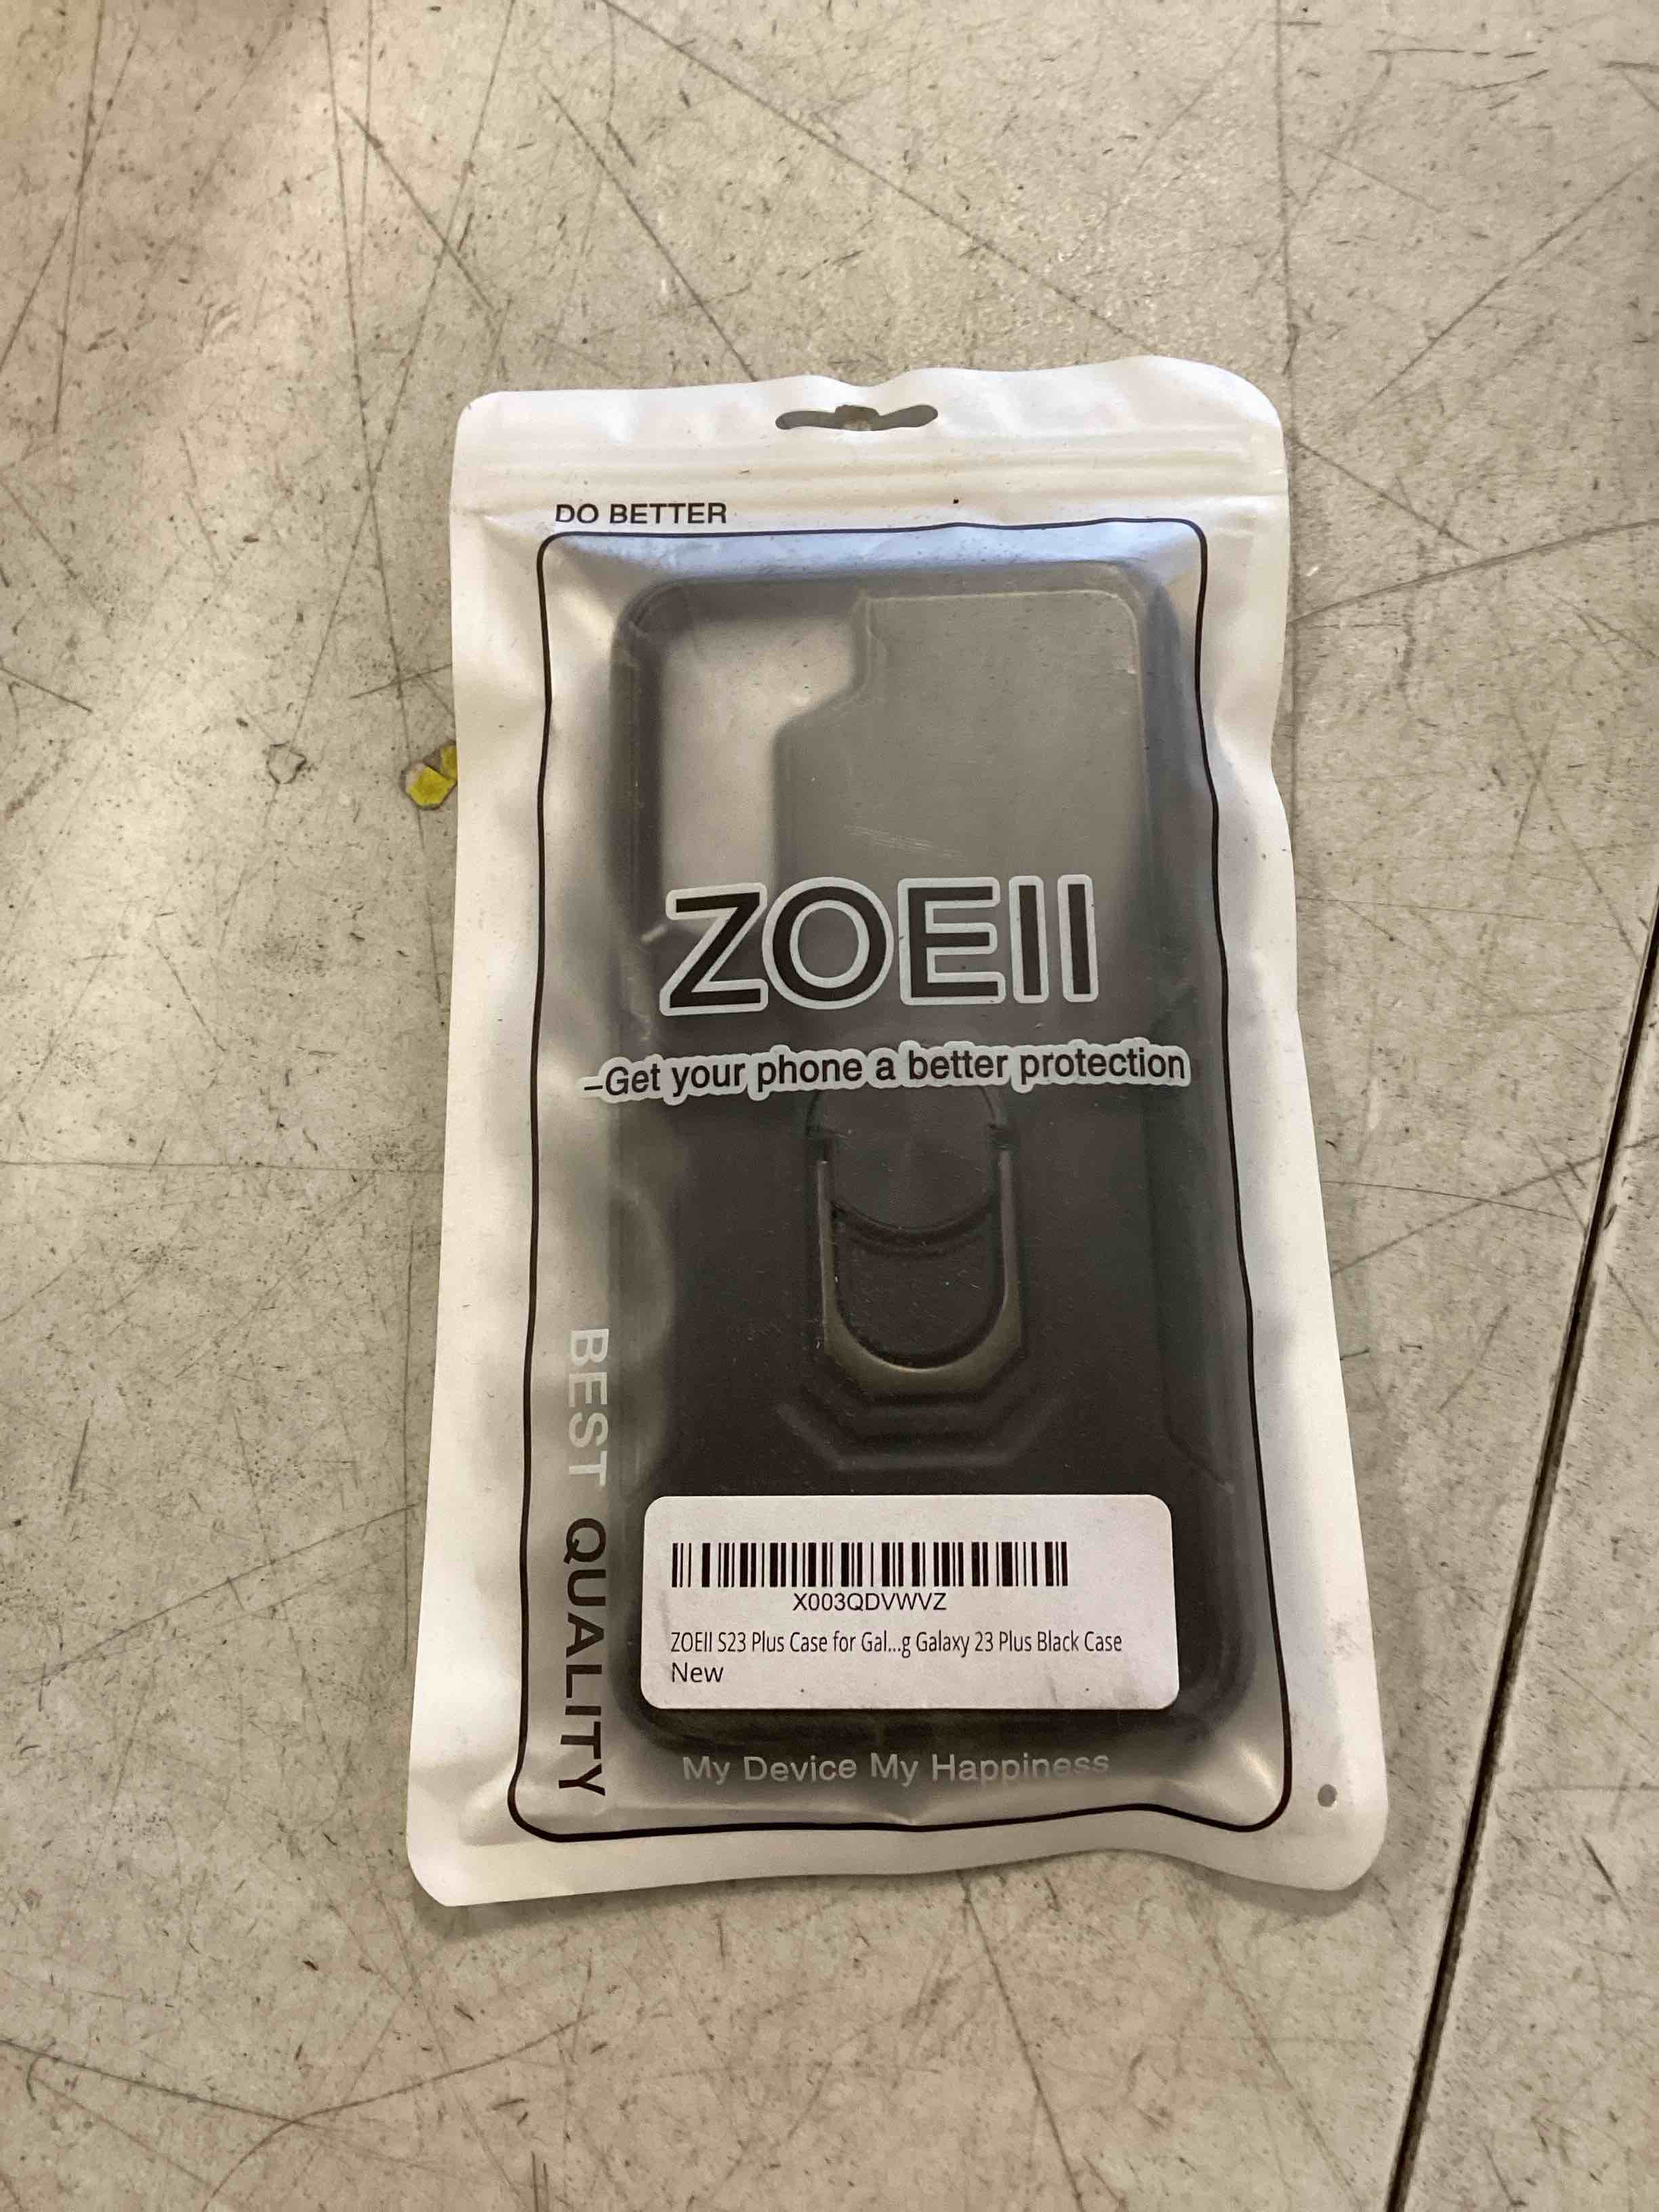 DO BETTER
ZOEII
–Get your phone a better protection
BEST QUALITY
X003QDVWVZ
ZOEII S23 Plus Case for Gal...g Galaxy 23 Plus Black Case
New
My Device My Happiness